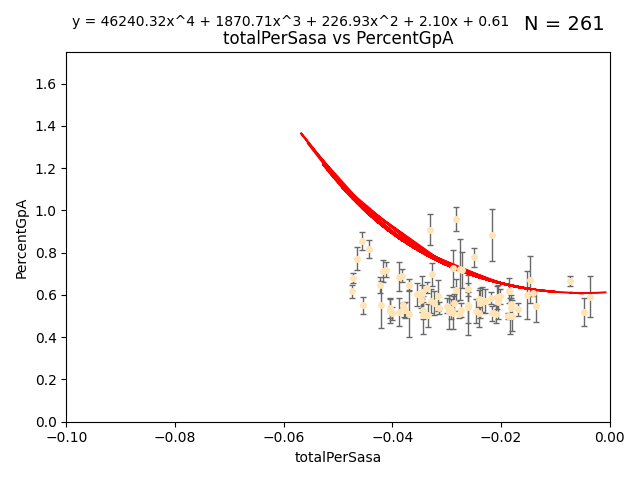 y = 46240.32x^4 + 1870.71x^3 + 226.93x^2 + 2.10x + 0.61 N = 261
totalPerSasa vs PercentGpA
PercentGpA
1.6
1.4
1.2
1.0
0.8
0.6
0.4
0.2
0.0
−0.10 −0.08 −0.06 −0.04 −0.02 0.00
totalPerSasa